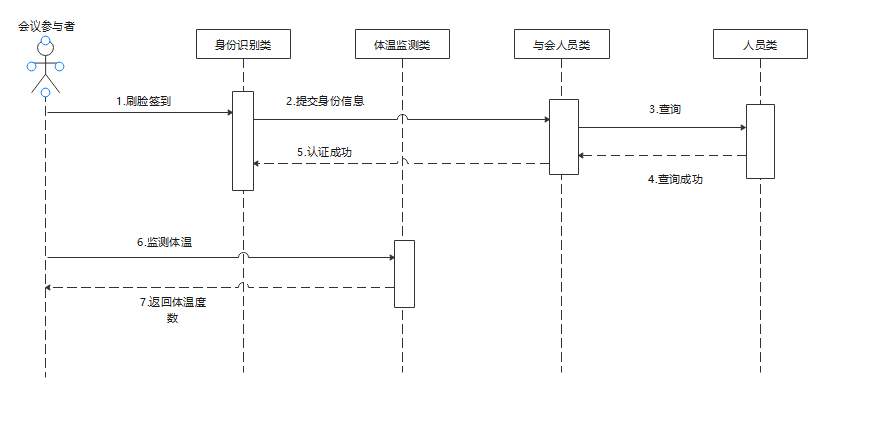 会议参与者
身份识别类
体温监测类
与会人员类
人员类
1.刷脸签到
2.提交身份信息
3.查询
5.认证成功
4.查询成功
6.监测体温
7.返回体温度
数